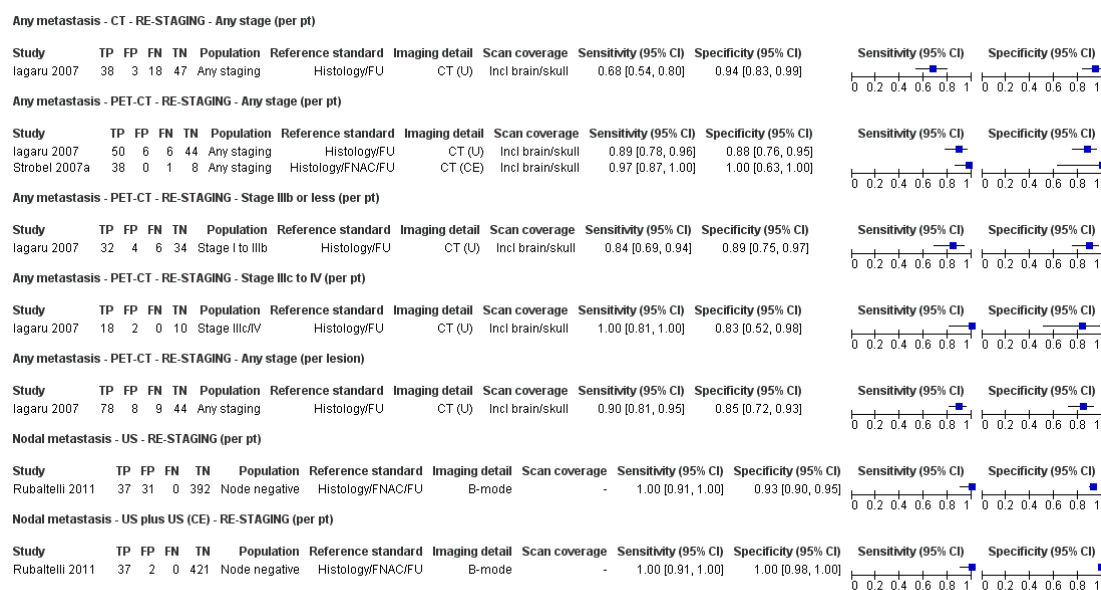 Any metastasis - CT - RE-STAGING - Any stage (per pt)
Study TP FP FN TN Population Reference standard Imaging detail Scan coverage Sensitivity (95% CI) Specificity (95% CI) Sensitivity (95% CI) Specificity (95% CI)
Iagaru 2007 38 3 18 47 Any staging Histology/FU CT (U) Incl brain/skull 0.68 [0.54, 0.80] 0.94 [0.83, 0.99]
0 0.2 0.4 0.6 0.8 1 0 0.2 0.4 0.6 0.8 1
Any metastasis - PET-CT - RE-STAGING - Any stage (per pt)
Study TP FP FN TN Population Reference standard Imaging detail Scan coverage Sensitivity (95% CI) Specificity (95% CI) Sensitivity (95% CI) Specificity (95% CI)
Iagaru 2007 50 6 6 44 Any staging Histology/FU CT (U) Incl brain/skull 0.89 [0.78, 0.96] 0.88 [0.76, 0.95]
Strobel 2007a 38 0 1 8 Any staging Histology/FNAC/FU CT (CE) Incl brain/skull 0.97 [0.87, 1.00] 1.00 [0.63, 1.00]
0 0.2 0.4 0.6 0.8 1 0 0.2 0.4 0.6 0.8 1
Any metastasis - PET-CT - RE-STAGING - Stage IIIb or less (per pt)
Study TP FP FN TN Population Reference standard Imaging detail Scan coverage Sensitivity (95% CI) Specificity (95% CI) Sensitivity (95% CI) Specificity (95% CI)
Iagaru 2007 32 4 6 34 Stage I to IIIb Histology/FU CT (U) Incl brain/skull 0.84 [0.69, 0.94] 0.89 [0.75, 0.97]
0 0.2 0.4 0.6 0.8 1 0 0.2 0.4 0.6 0.8 1
Any metastasis - PET-CT - RE-STAGING - Stage IIIc to IV (per pt)
Study TP FP FN TN Population Reference standard Imaging detail Scan coverage Sensitivity (95% CI) Specificity (95% CI) Sensitivity (95% CI) Specificity (95% CI)
Iagaru 2007 18 2 0 10 Stage IIIc/IV Histology/FU CT (U) Incl brain/skull 1.00 [0.81, 1.00] 0.83 [0.52, 0.98]
0 0.2 0.4 0.6 0.8 1 0 0.2 0.4 0.6 0.8 1
Any metastasis - PET-CT - RE-STAGING - Any stage (per lesion)
Study TP FP FN TN Population Reference standard Imaging detail Scan coverage Sensitivity (95% CI) Specificity (95% CI) Sensitivity (95% CI) Specificity (95% CI)
Iagaru 2007 78 8 9 44 Any staging Histology/FU CT (U) Incl brain/skull 0.90 [0.81, 0.95] 0.85 [0.72, 0.93]
0 0.2 0.4 0.6 0.8 1 0 0.2 0.4 0.6 0.8 1
Nodal metastasis - US - RE-STAGING (per pt)
Study TP FP FN TN Population Reference standard Imaging detail Scan coverage Sensitivity (95% CI) Specificity (95% CI) Sensitivity (95% CI) Specificity (95% CI)
Rubaltelli 2011 37 31 0 392 Node negative Histology/FNAC/FU B-mode - 1.00 [0.91, 1.00] 0.93 [0.90, 0.95]
0 0.2 0.4 0.6 0.8 1 0 0.2 0.4 0.6 0.8 1
Nodal metastasis - US plus US (CE) - RE-STAGING (per pt)
Study TP FP FN TN Population Reference standard Imaging detail Scan coverage Sensitivity (95% CI) Specificity (95% CI) Sensitivity (95% CI) Specificity (95% CI)
Rubaltelli 2011 37 2 0 421 Node negative Histology/FNAC/FU B-mode - 1.00 [0.91, 1.00] 1.00 [0.98, 1.00]
0 0.2 0.4 0.6 0.8 1 0 0.2 0.4 0.6 0.8 1